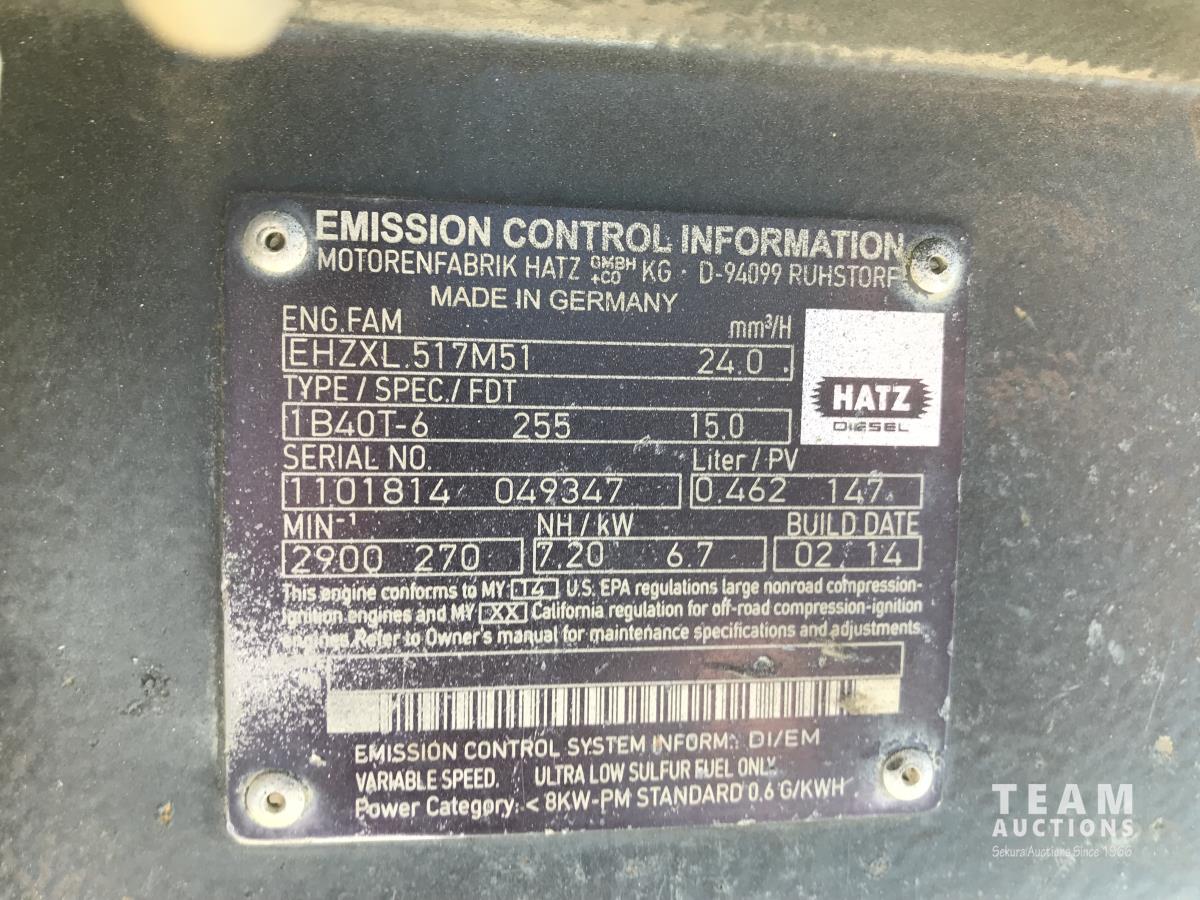 EMISSION CONTROL INFORMATION
MOTORENFABRIK HATZ GMBH +CO KG · D-94099 RUHSTORF
MADE IN GERMANY
ENG.FAM mm³/H
EHZXL.517M51 24.0 .
TYPE / SPEC./ FDT
1B40T-6 255 15.0
HATZ
DIESEL
SERIAL NO. Liter / PV
1101814 049347 0.462 147.
MIN⁻¹ NH / kW BUILD DATE
2900 270 7.20 6.7 02. 14
This engine conforms to MY 14 U.S. EPA regulations large nonroad compression-
ignition engines and MY XX California regulation for off-road compression-ignition
engines. Refer to Owner's manual for maintenance specifications and adjustments
EMISSION CONTROL SYSTEM INFORM.: DI/EM
VARIABLE SPEED. ULTRA LOW SULFUR FUEL ONLY
Power Category: < 8KW-PM STANDARD 0,6 G/KWH
TEAM
AUCTIONS
Sekura Auctions Since 1966